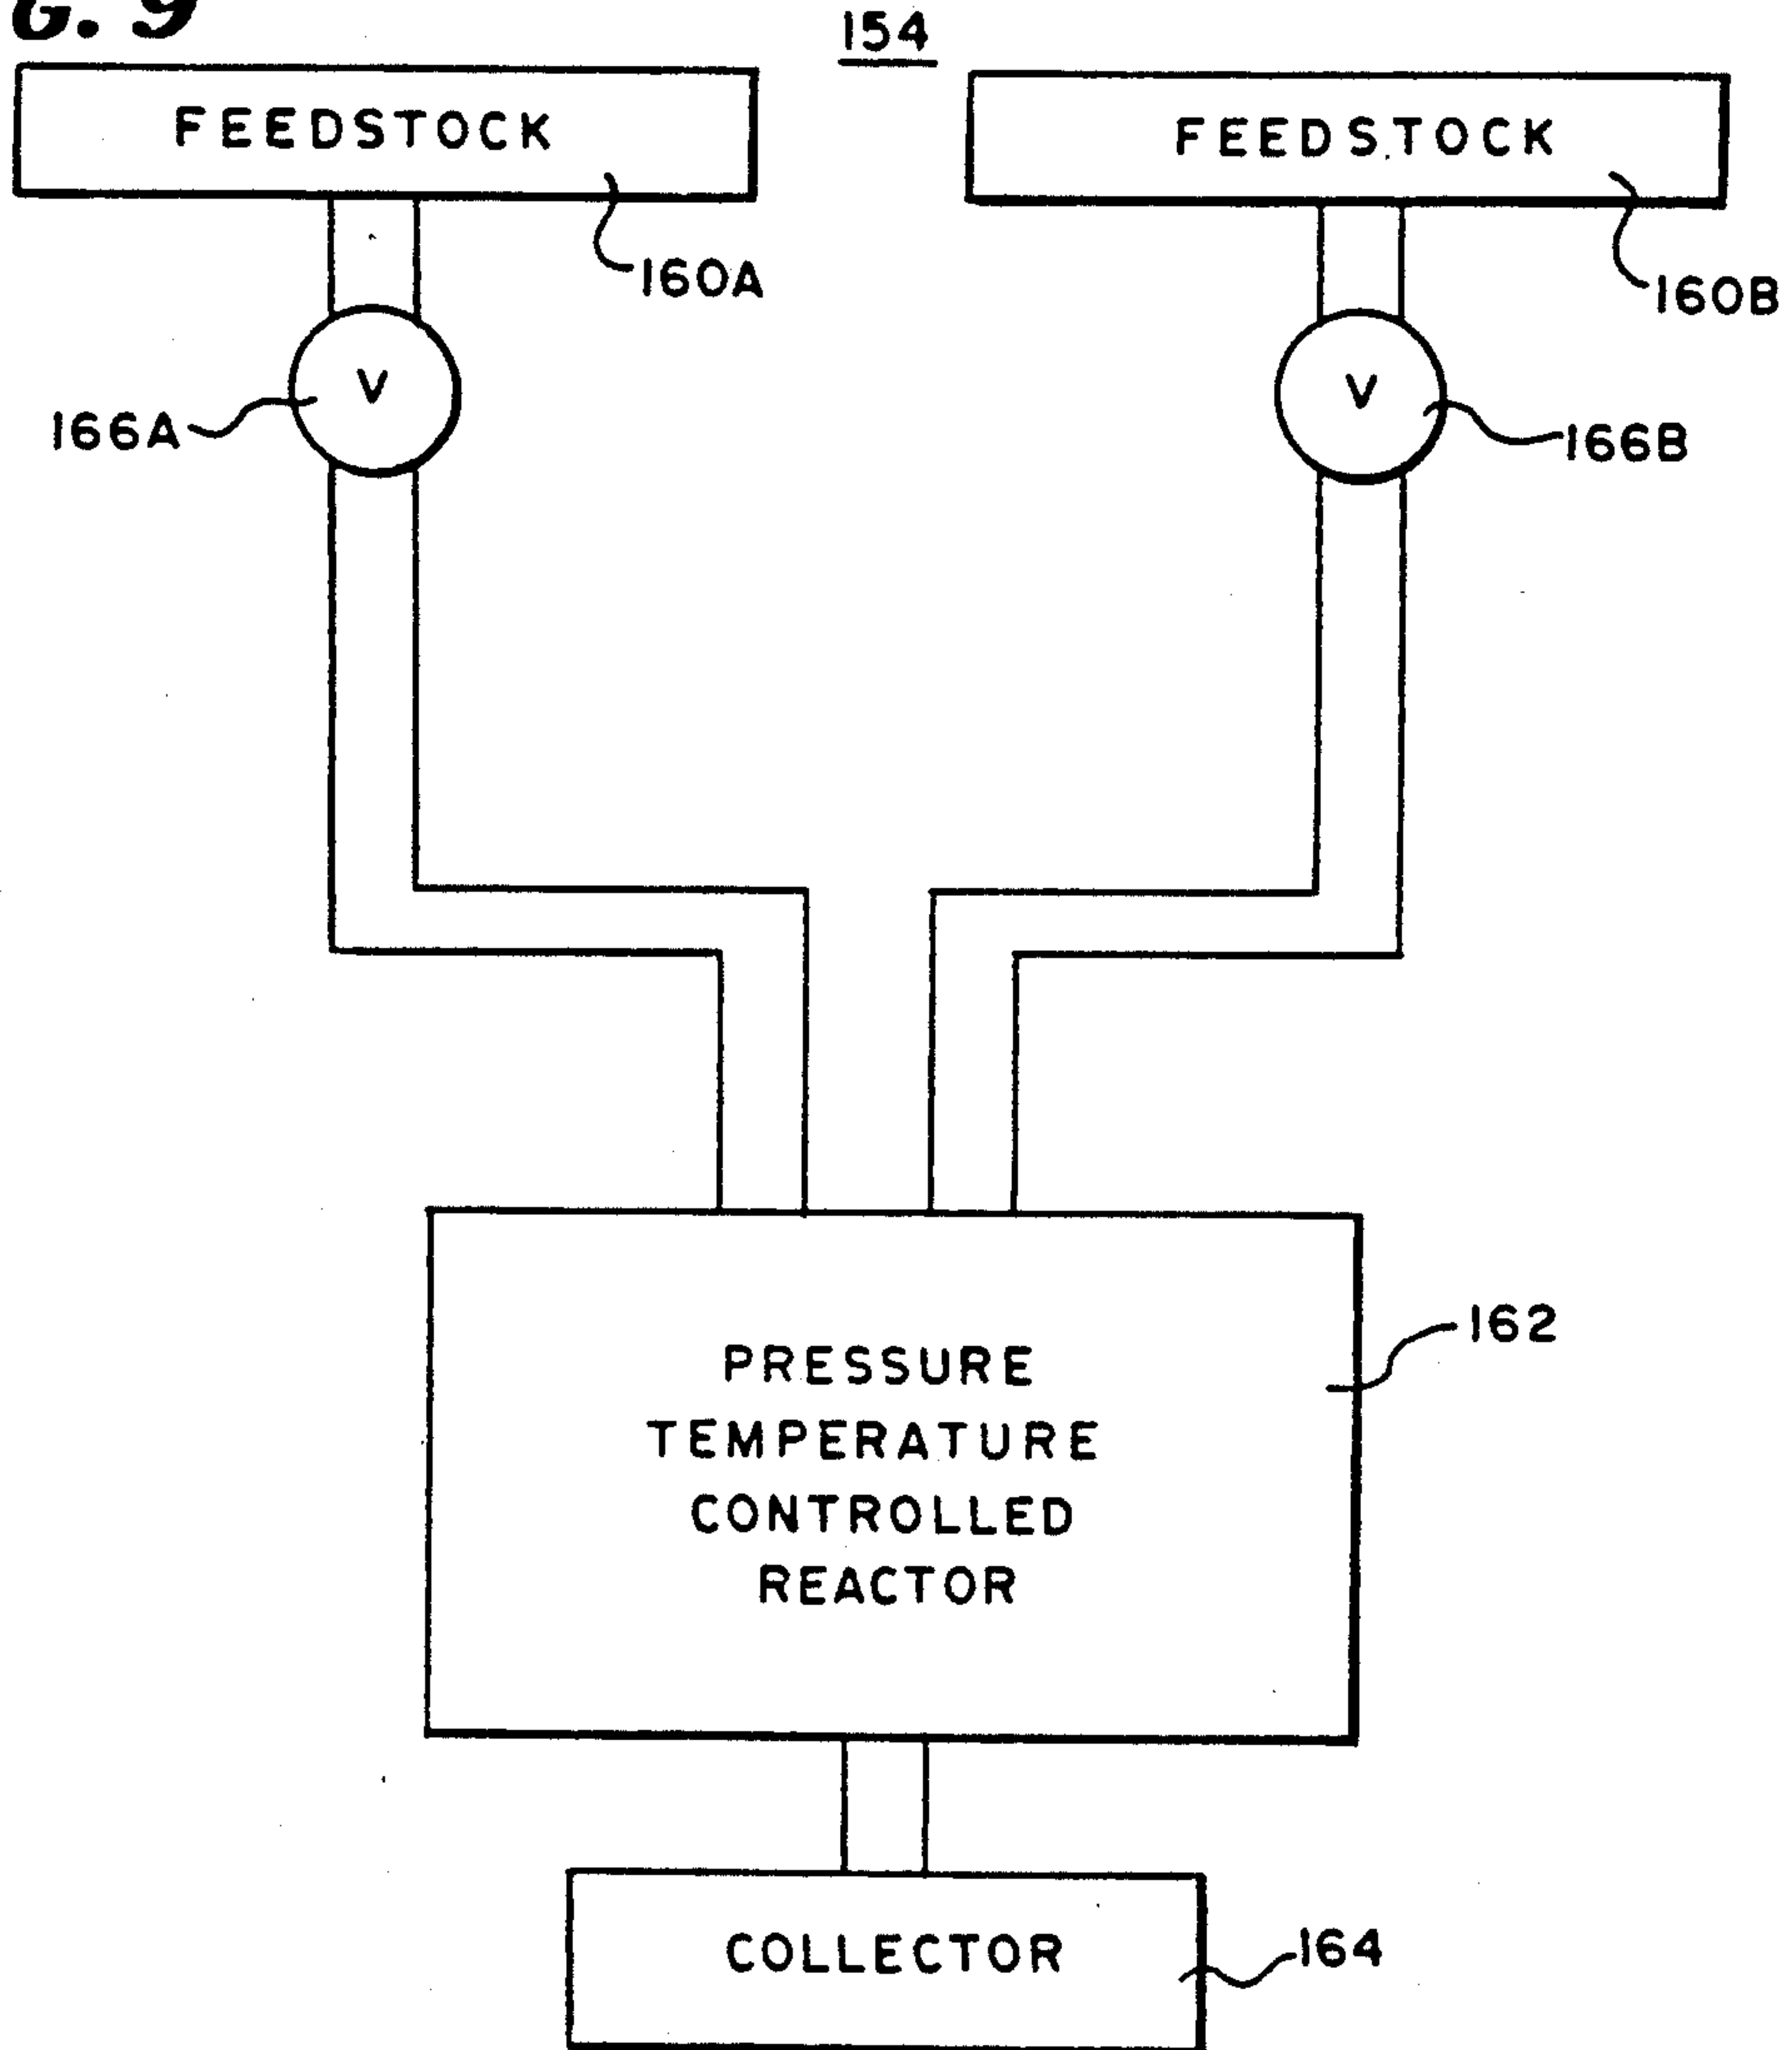 G. 9
154
FEEDSTOCK
FEEDSTOCK
160A
160B
V
V
166A
166B
162
PRESSURE
TEMPERATURE
CONTROLLED
REACTOR
COLLECTOR
164